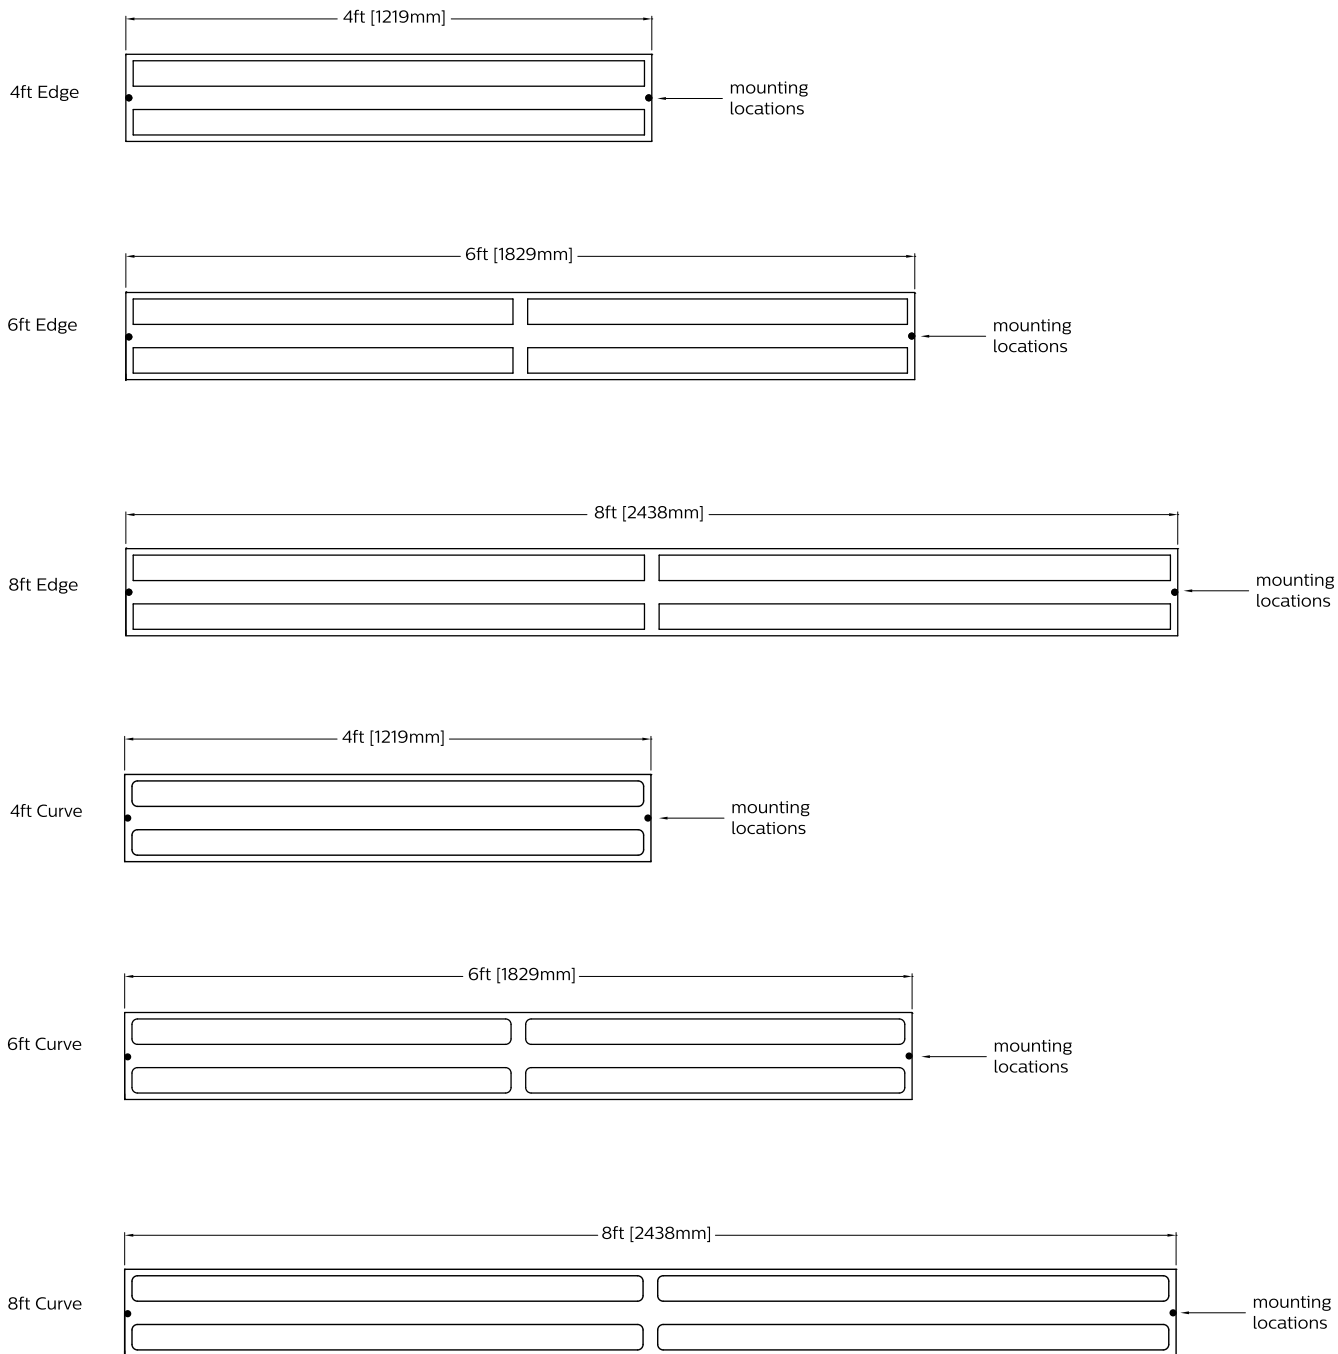 4ft [1219mm]
4ft Edge
mounting
locations
6ft [1829mm]
6ft Edge
mounting
locations
8ft [2438mm]
8ft Edge
mounting
locations
4ft [1219mm]
4ft Curve
mounting
locations
6ft [1829mm]
6ft Curve
mounting
locations
8ft [2438mm]
8ft Curve
mounting
locations